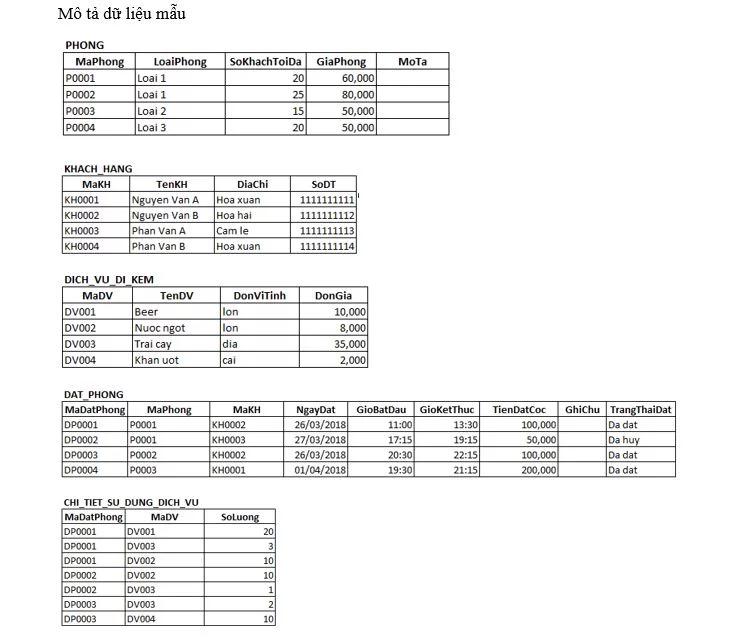 Mô tả dữ liệu mẫu
PHONG
MaPhong LoaiPhong SoKhachToiDa GiaPhong MoTa
P0001 Loai 1 20 60,000
P0002 Loai 1 25 80,000
P0003 Loai 2 15 50,000
P0004 Loai 3 20 50,000
KHACH_HANG
MaKH TenKH DiaChi SoDT
KH0001 Nguyen Van A Hoa xuan 1111111111
KH0002 Nguyen Van B Hoa hai 1111111112
KH0003 Phan Van A Cam le 1111111113
KH0004 Phan Van B Hoa xuan 1111111114
DICH_VU_DI_KEM
MaDV TenDV DonViTinh DonGia
DV001 Beer lon 10,000
DV002 Nuoc ngot lon 8,000
DV003 Trai cay dia 35,000
DV004 Khan uot cai 2,000
DAT_PHONG
MaDatPhong MaPhong MaKH NgayDat GioBatDau GioKetThuc TienDatCoc GhiChu TrangThaiDat
DP0001 P0001 KH0002 26/03/2018 11:00 13:30 100,000 Da dat
DP0002 P0001 KH0003 27/03/2018 17:15 19:15 50,000 Da huy
DP0003 P0002 KH0002 26/03/2018 20:30 22:15 100,000 Da dat
DP0004 P0003 KH0001 01/04/2018 19:30 21:15 200,000 Da dat
CHI_TIET_SU_DUNG_DICH_VU
MaDatPhong MaDV SoLuong
DP0001 DV001 20
DP0001 DV003 3
DP0001 DV002 10
DP0002 DV002 10
DP0002 DV003 1
DP0003 DV003 2
DP0003 DV004 10